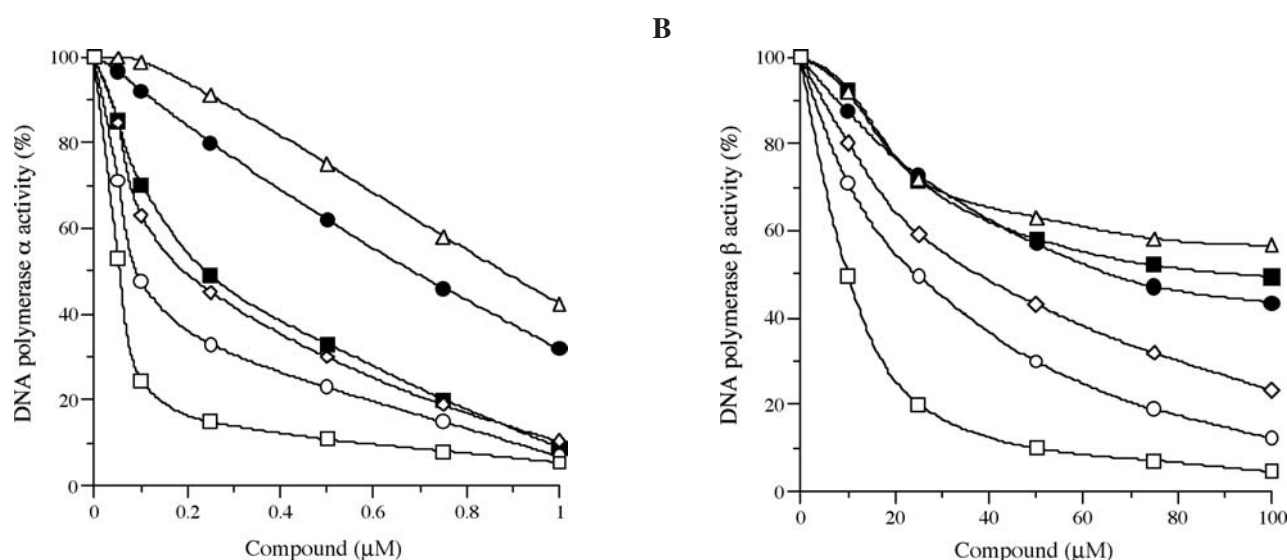 B
DNA polymerase α activity (%)
100
80
60
40
20
0
0 0.2 0.4 0.6 0.8 1
Compound (µM)
DNA polymerase β activity (%)
100
80
60
40
20
0
0 20 40 60 80 100
Compound (µM)